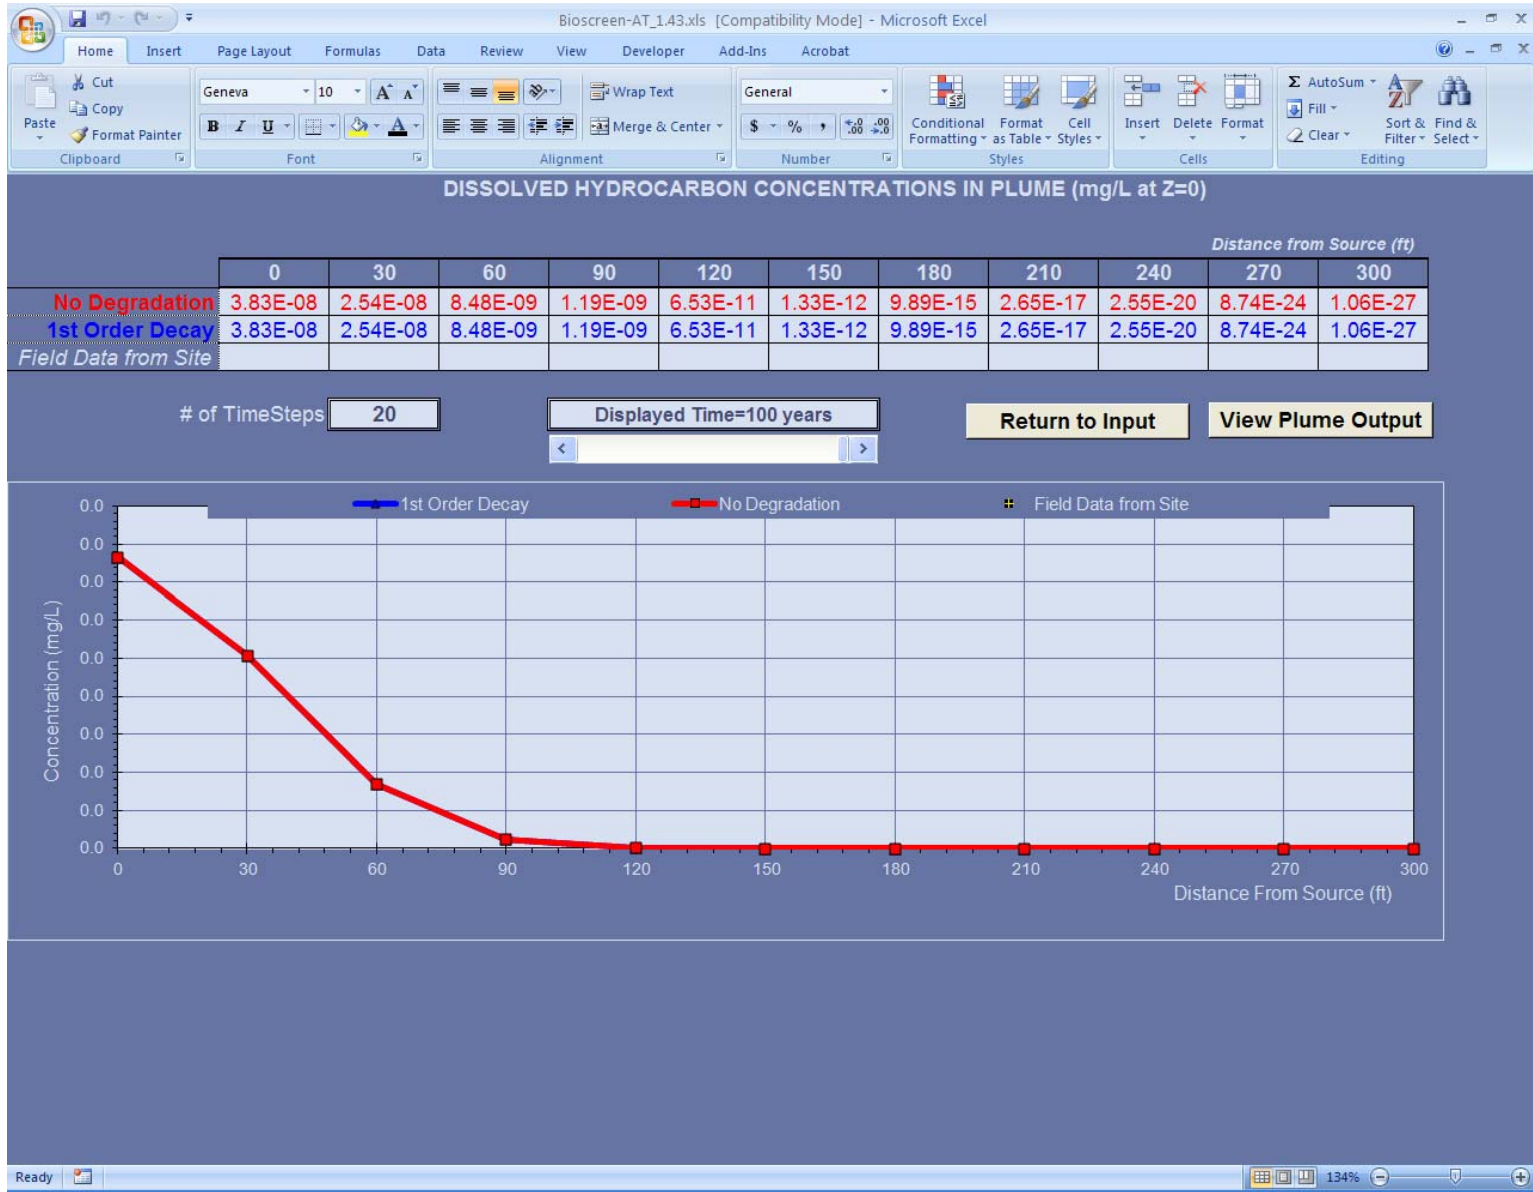 Bioscreen-AT_1.43.xls [Compatibility Mode] - Microsoft Excel
Home Insert Page Layout Formulas Data Review View Developer Add-Ins Acrobat
Paste
Cut
Copy
Format Painter
Clipboard
Geneva 10 A A
B I U A
Font
Wrap Text
Merge & Center
Alignment
General
$ % , .0 .00 .00 .0
Number
Conditional Formatting
Format as Table
Cell Styles
Styles
Insert Delete Format
Cells
Σ AutoSum
Fill
Clear
Sort & Filter
Find & Select
Editing
DISSOLVED HYDROCARBON CONCENTRATIONS IN PLUME (mg/L at Z=0)
Distance from Source (ft)
0 30 60 90 120 150 180 210 240 270 300
No Degradation 3.83E-08 2.54E-08 8.48E-09 1.19E-09 6.53E-11 1.33E-12 9.89E-15 2.65E-17 2.55E-20 8.74E-24 1.06E-27
1st Order Decay 3.83E-08 2.54E-08 8.48E-09 1.19E-09 6.53E-11 1.33E-12 9.89E-15 2.65E-17 2.55E-20 8.74E-24 1.06E-27
Field Data from Site
# of TimeSteps 20 Displayed Time=100 years Return to Input View Plume Output
1st Order Decay No Degradation Field Data from Site
0.0
0.0
0.0
0.0
0.0
0.0
0.0
0.0
0.0
0.0
Concentration (mg/L)
0 30 60 90 120 150 180 210 240 270 300
Distance From Source (ft)
Ready 134%